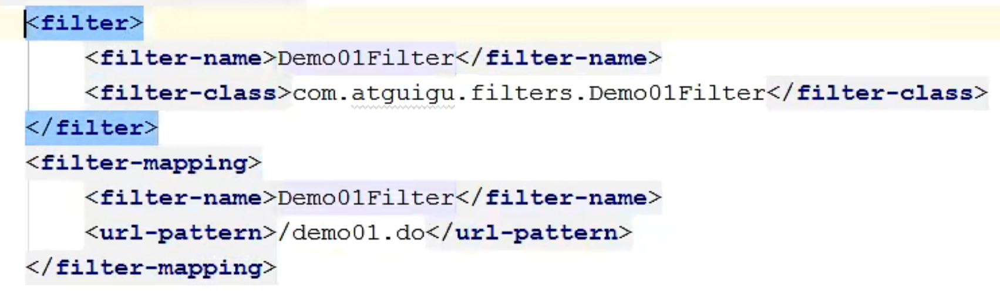 <filter>
<filter-name>Demo01Filter</filter-name>
<filter-class>com.atguigu.filters.Demo01Filter</filter-class>
</filter>
<filter-mapping>
<filter-name>Demo01Filter</filter-name>
<url-pattern>/demo01.do</url-pattern>
</filter-mapping>